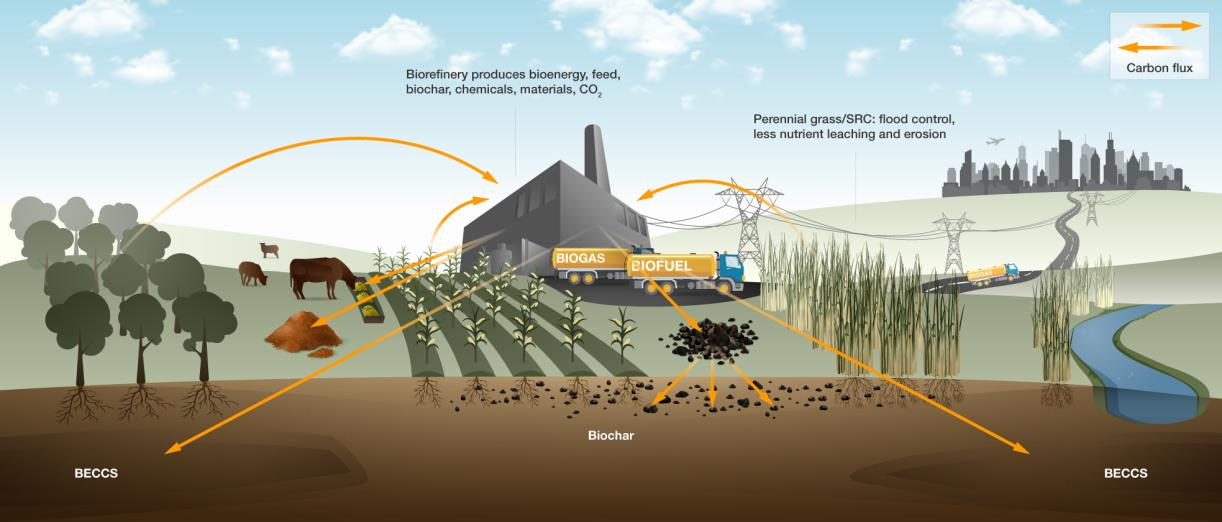 Carbon flux
Biorefinery produces bioenergy, feed,
biochar, chemicals, materials, CO₂
Perennial grass/SRC: flood control,
less nutrient leaching and erosion
BIOGAS
BIOFUEL
BIOGAS
Biochar
BECCS
BECCS